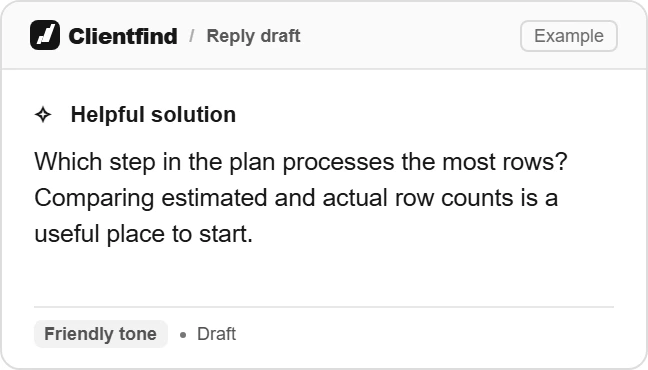 Clientfind / Reply draft Example
Helpful solution
Which step in the plan processes the most rows?
Comparing estimated and actual row counts is a
useful place to start.
Friendly tone • Draft